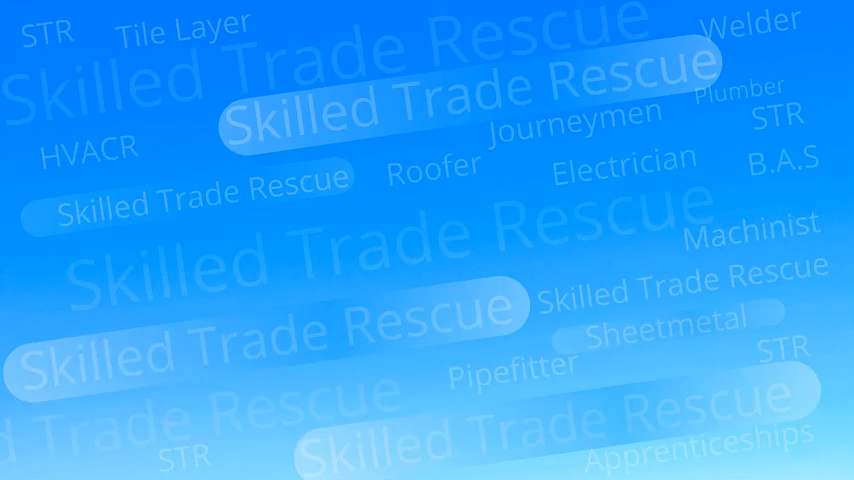 STR
Tile Layer
Skilled Trade Rescue
Welder
Skilled Trade Rescue
Plumber
Journeymen
STR
HVACR
Roofer
Electrician
B.A.S
Skilled Trade Rescue
Skilled Trade Rescue
Machinist
Skilled Trade Rescue
Skilled Trade Rescue
Sheetmetal
STR
Pipefitter
d Trade Rescue
Skilled Trade Rescue
STR
Apprenticeships